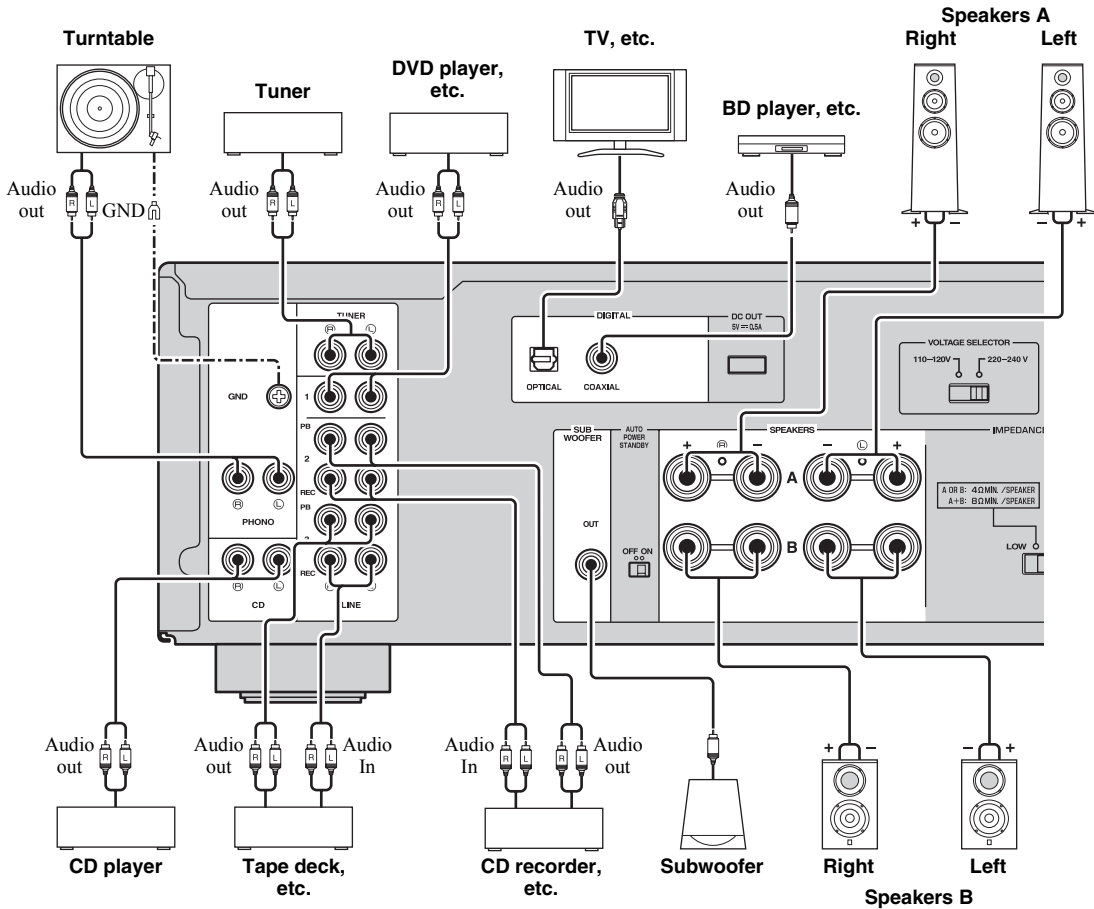 Speakers A
Turntable
TV, etc.
Right
Left
DVD player,
etc.
Tuner
BD player, etc.
Audio
out
R
L
GND
Audio
out
R
L
Audio
out
R
L
Audio
out
Audio
out
+
−
−
+
TUNER
R
L
DIGITAL
DC OUT
5V 0.5A
VOLTAGE SELECTOR
110–120V
220–240 V
OPTICAL
COAXIAL
GND
1
PB
2
REC
SUB
WOOFER
AUTO
POWER
STANDBY
SPEAKERS
+
R
−
−
L
+
IMPEDANCE
A
A OR B: 4ΩMIN. /SPEAKER
A+B: 8ΩMIN. /SPEAKER
R
L
PHONO
PB
OUT
B
LOW
OFF ON
REC
R
L
CD
L
LINE
Audio
out
R
L
Audio
out
R
L
R
L
Audio
In
Audio
In
R
L
R
L
Audio
out
+
−
−
+
CD player
Tape deck,
etc.
CD recorder,
etc.
Subwoofer
Right
Left
Speakers B